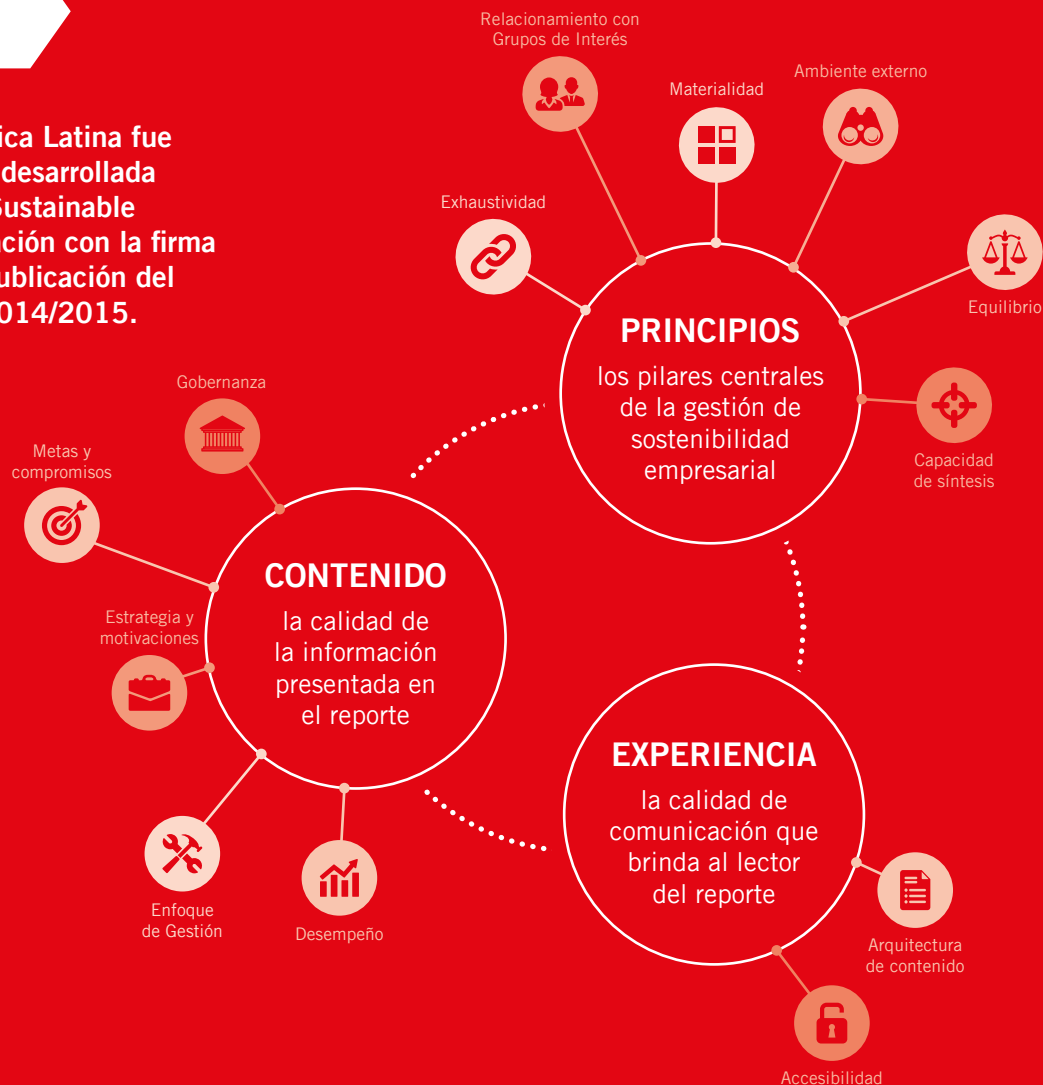 Relacionamiento con
Grupos de Interés
Materialidad
Ambiente externo
ica Latina fue
desarrollada
Sustainable
nción con la firma
ublicación del
014/2015.
Exhaustividad
Equilibrio
PRINCIPIOS
los pilares centrales
de la gestión de
sostenibilidad
empresarial
Capacidad
de síntesis
Gobernanza
Metas y
compromisos
Estrategia y
motivaciones
CONTENIDO
la calidad de
la información
presentada en
el reporte
Enfoque
de Gestión
Desempeño
EXPERIENCIA
la calidad de
comunicación que
brinda al lector
del reporte
Arquitectura
de contenido
Accesibilidad